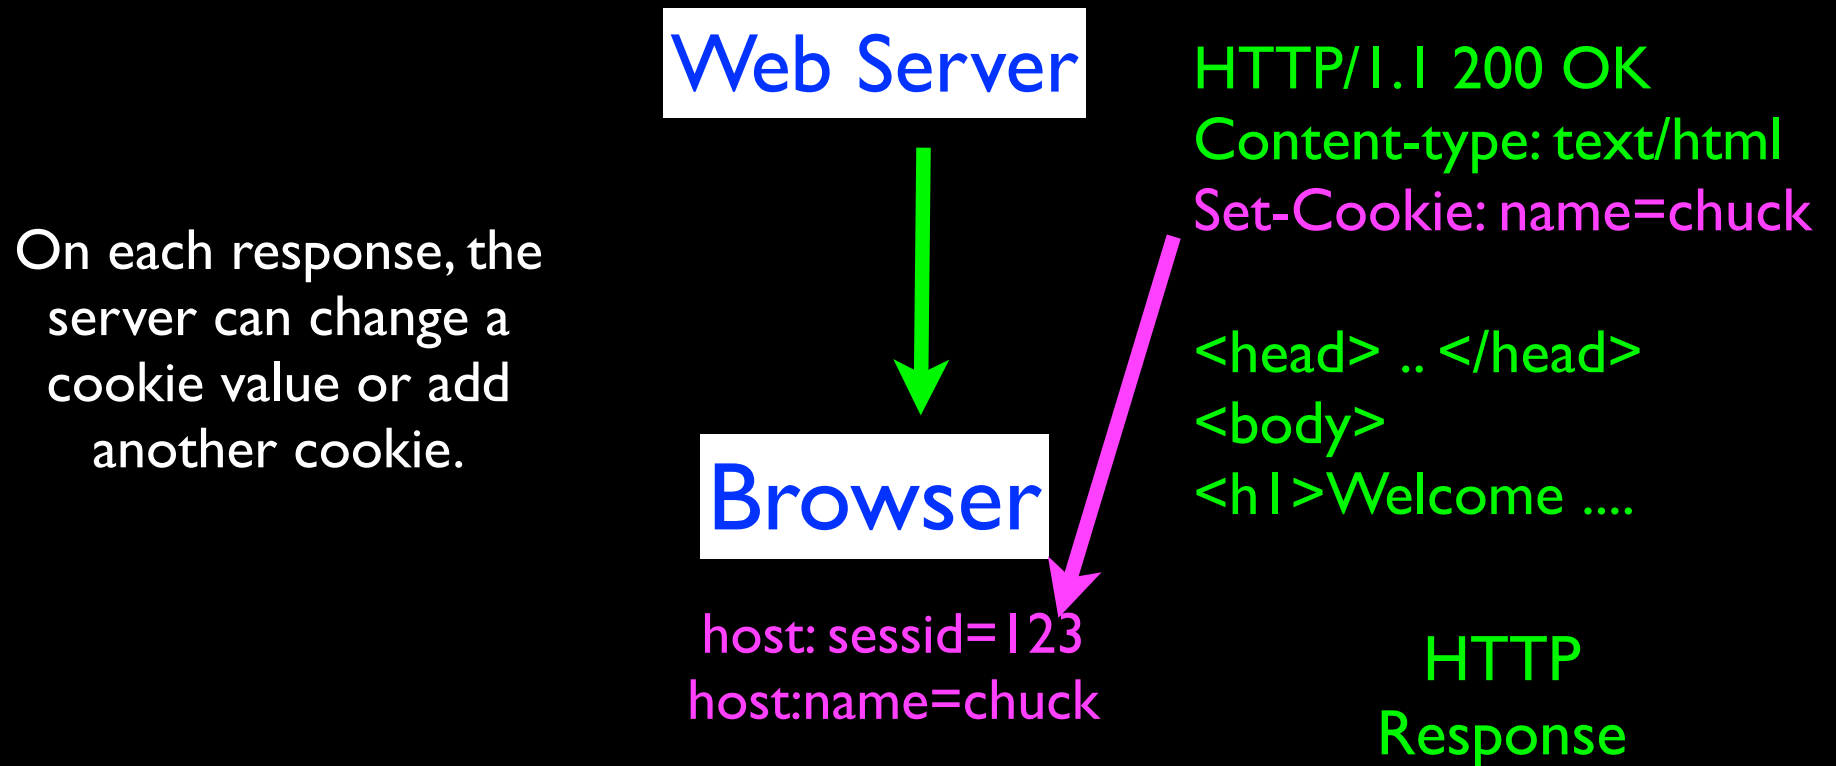 Web Server
HTTP/1.1 200 OK
Content-type: text/html
Set-Cookie: name=chuck
On each response, the
server can change a
cookie value or add
another cookie.
<head> .. </head>
<body>
<h1>Welcome ....
Browser
host: sessid=123
host:name=chuck
HTTP
Response